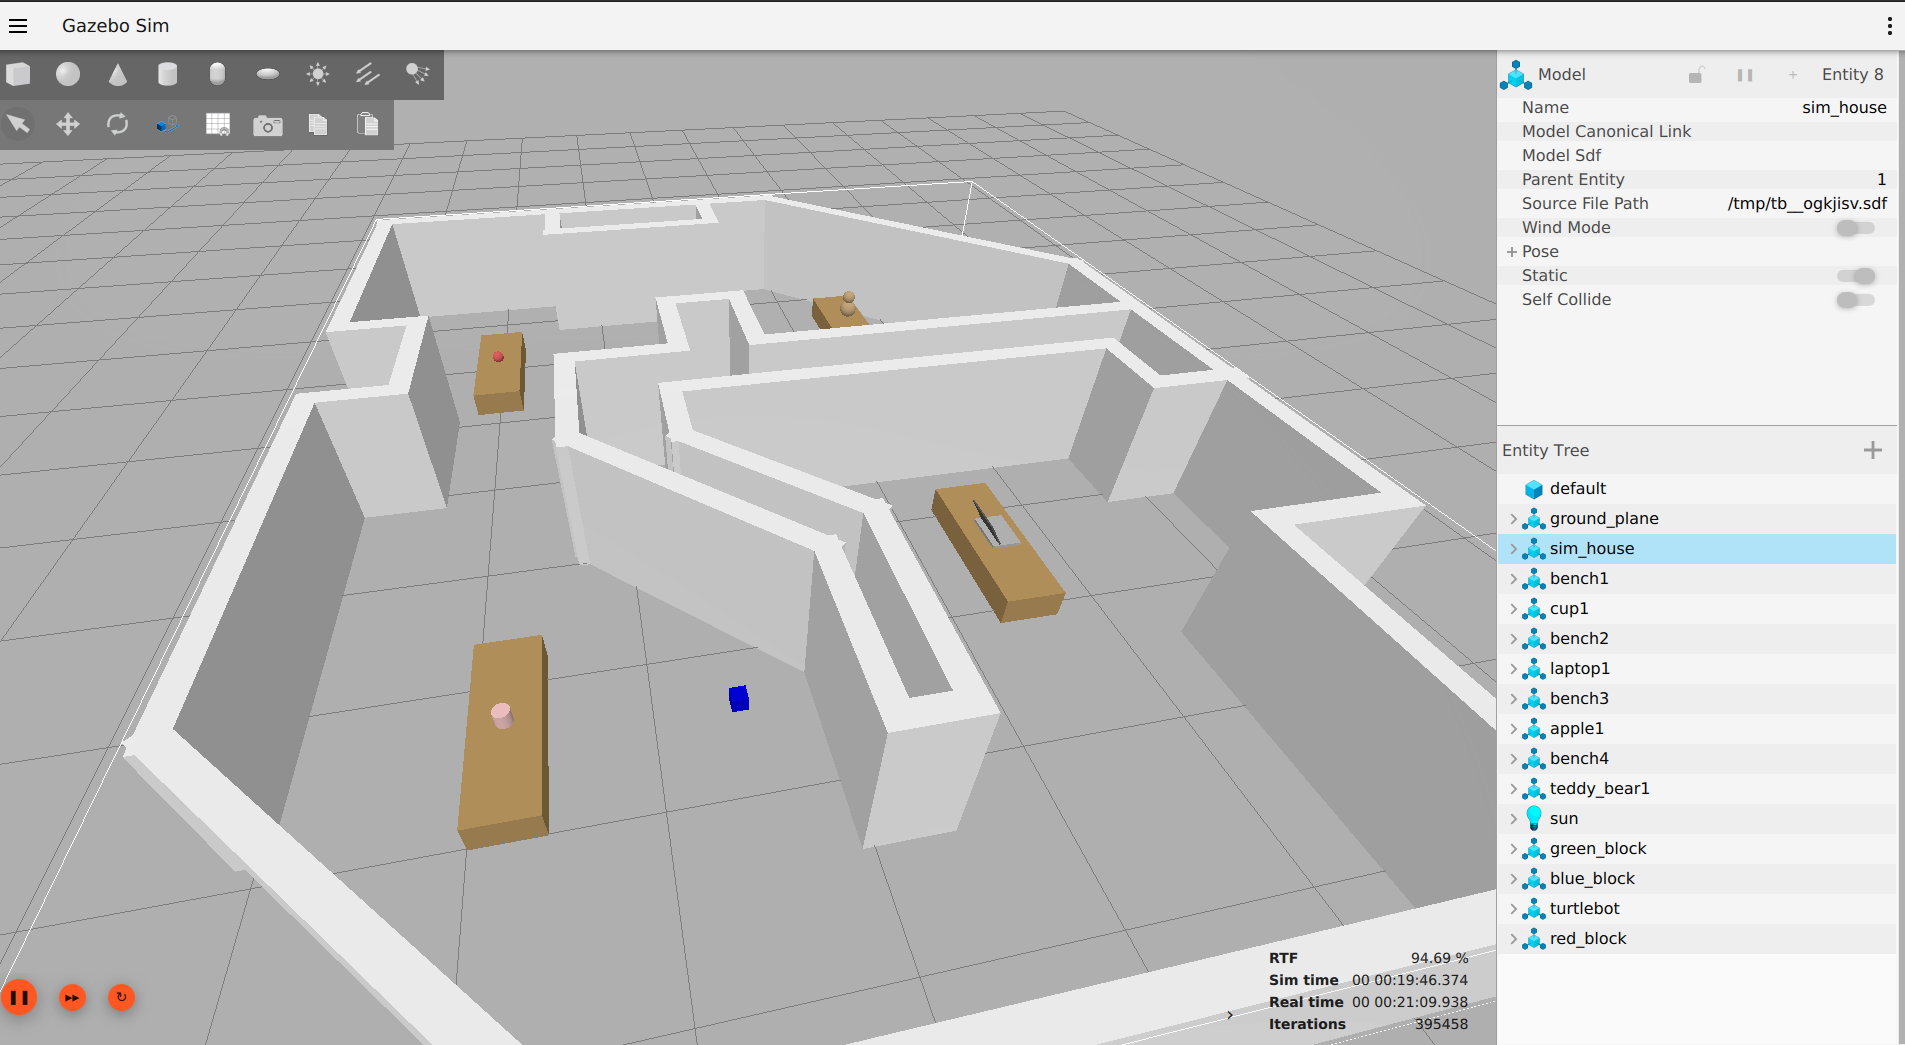 Gazebo Sim
Model
Entity 8
Name sim_house
Model Canonical Link
Model Sdf
Parent Entity 1
Source File Path /tmp/tb__ogkjisv.sdf
Wind Mode
+ Pose
Static
Self Collide
Entity Tree
default
ground_plane
sim_house
bench1
cup1
bench2
laptop1
bench3
apple1
bench4
teddy_bear1
sun
green_block
blue_block
turtlebot
red_block
RTF 94.69 %
Sim time 00 00:19:46.374
Real time 00 00:21:09.938
Iterations 395458